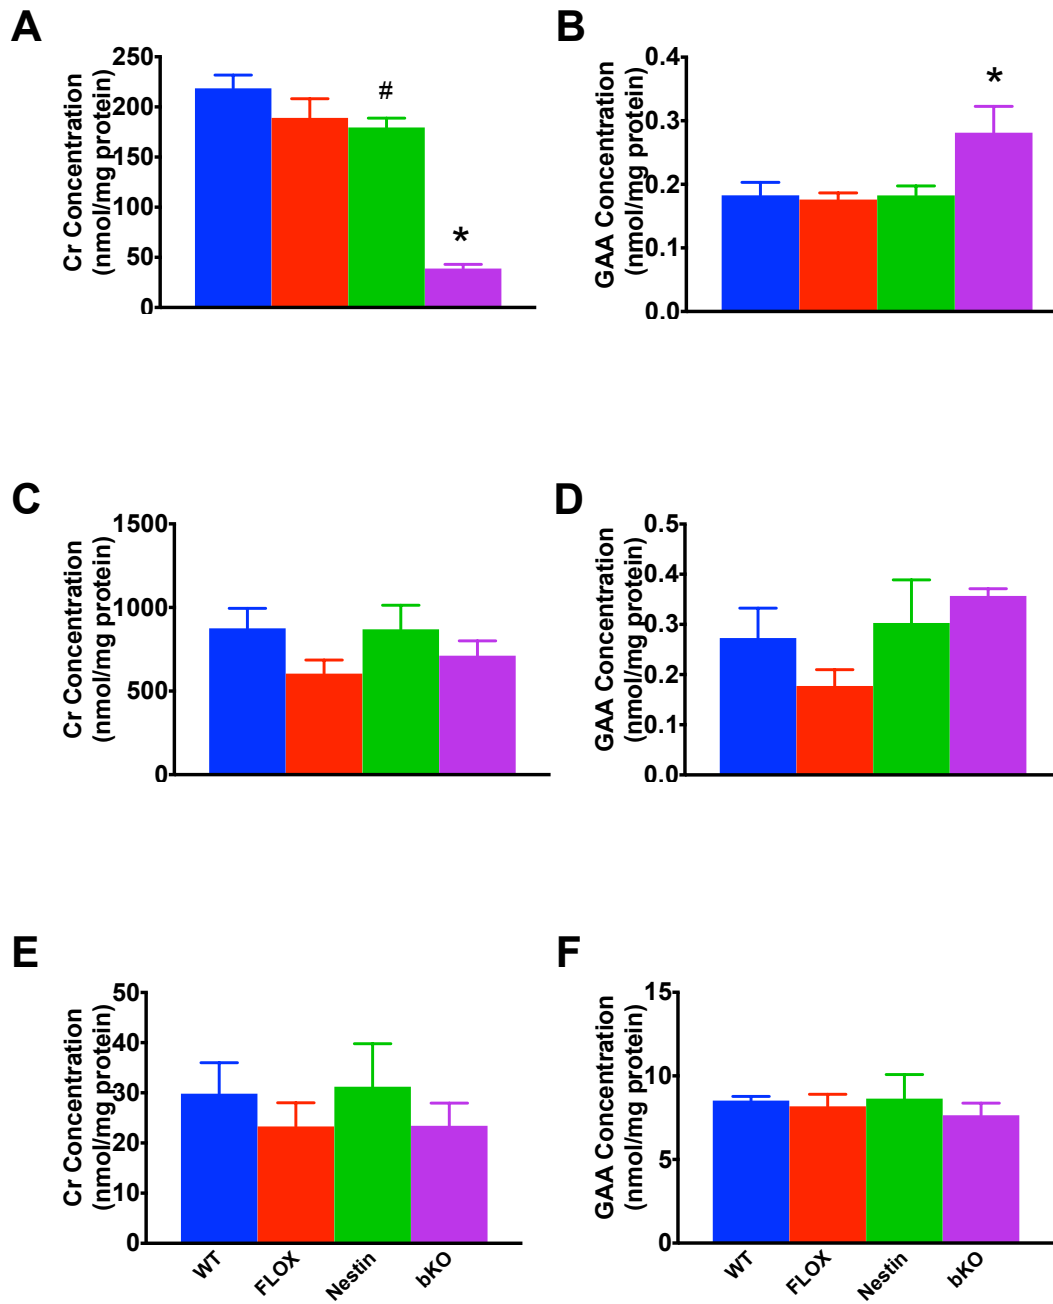 A
Cr Concentration
(nmol/mg protein)
250
200
150
100
50
0
#
*
B
GAA Concentration
(nmol/mg protein)
0.4
0.3
0.2
0.1
0.0
*
C
Cr Concentration
(nmol/mg protein)
1500
1000
500
0
D
GAA Concentration
(nmol/mg protein)
0.5
0.4
0.3
0.2
0.1
0.0
E
Cr Concentration
(nmol/mg protein)
50
40
30
20
10
0
WT
FLOX
Nestin
bKO
F
GAA Concentration
(nmol/mg protein)
15
10
5
0
WT
FLOX
Nestin
bKO